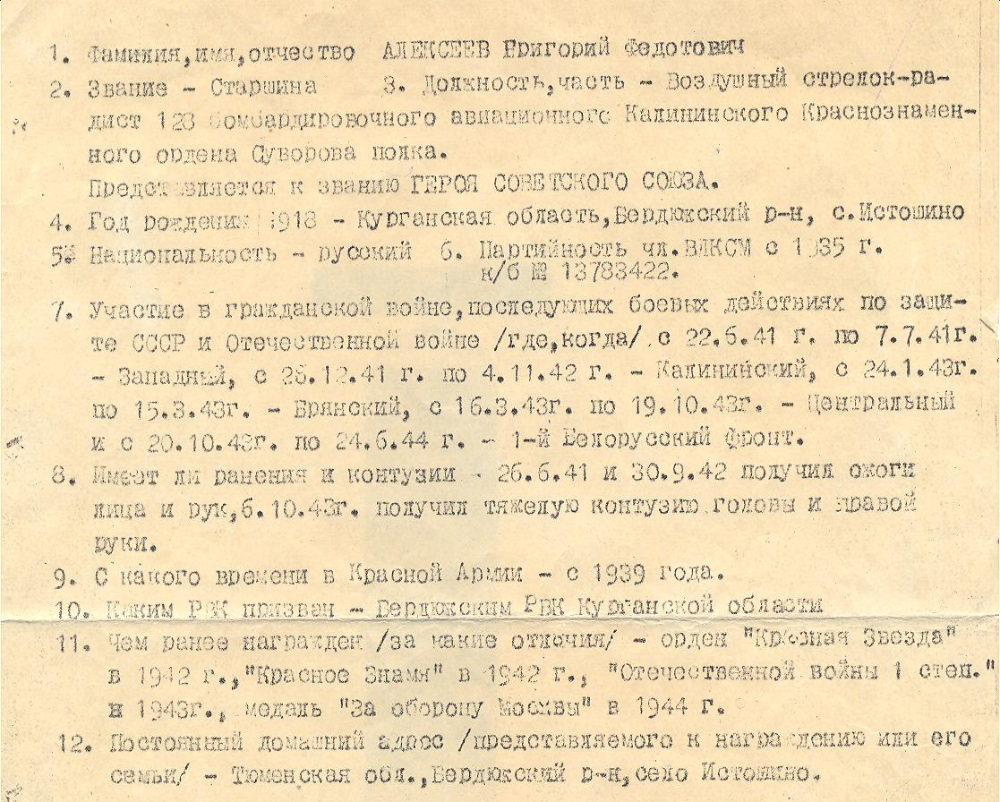 1. Фамилия,имя,отчество АЛЕКСЕЕВ Григорий Федотович
2. Звание - Старшина 3. Должность,часть - Воздушный стрелок-ра-
дист 128 бомбардировочного авиационного Калининского Краснознамен-
ного ордена Суворова полка.
Представляется к званию ГЕРОЯ СОВЕТСКОГО СОЮЗА.
4. Год рождения 1918 - Курганская область,Бердюжский р-н, с.Истошино
5. Национальность - русский 6. Партийность чл.ВЛКСМ с 1935 г.
к/б № 13783422.
7. Участие в гражданской войне,последующих боевых действиях по защи-
те СССР и Отечественной войне /где,когда/ с 22.6.41 г. по 7.7.41г.
- Западный, с 25.12.41 г. по 4.11.42 г. - Калининский, с 24.1.43г.
по 15.3.43г. - Брянский, с 16.3.43г. по 19.10.43г. - Центральный
и с 20.10.43г. по 24.6.44 г. - 1-й Белорусский фронт.
8. Имеет ли ранения и контузии - 26.6.41 и 30.9.42 получил ожоги
лица и рук,6.10.43г. получил тяжелую контузию головы и правой
руки.
9. С какого времени в Красной Армии - с 1939 года.
10. Каким РВК призван - Бердюжским РВК Курганской области
11. Чем ранее награжден /за какие отличия/ - орден "Красная Звезда"
в 1942 г.,"Красное Знамя" в 1942 г., "Отечественной войны 1 степ."
в 1943г., медаль "За оборону Москвы" в 1944 г.
12. Постоянный домашний адрес /представляемого к награждению или его
семьи/ - Тюменская обл.,Бердюжский р-н,село Истошино.